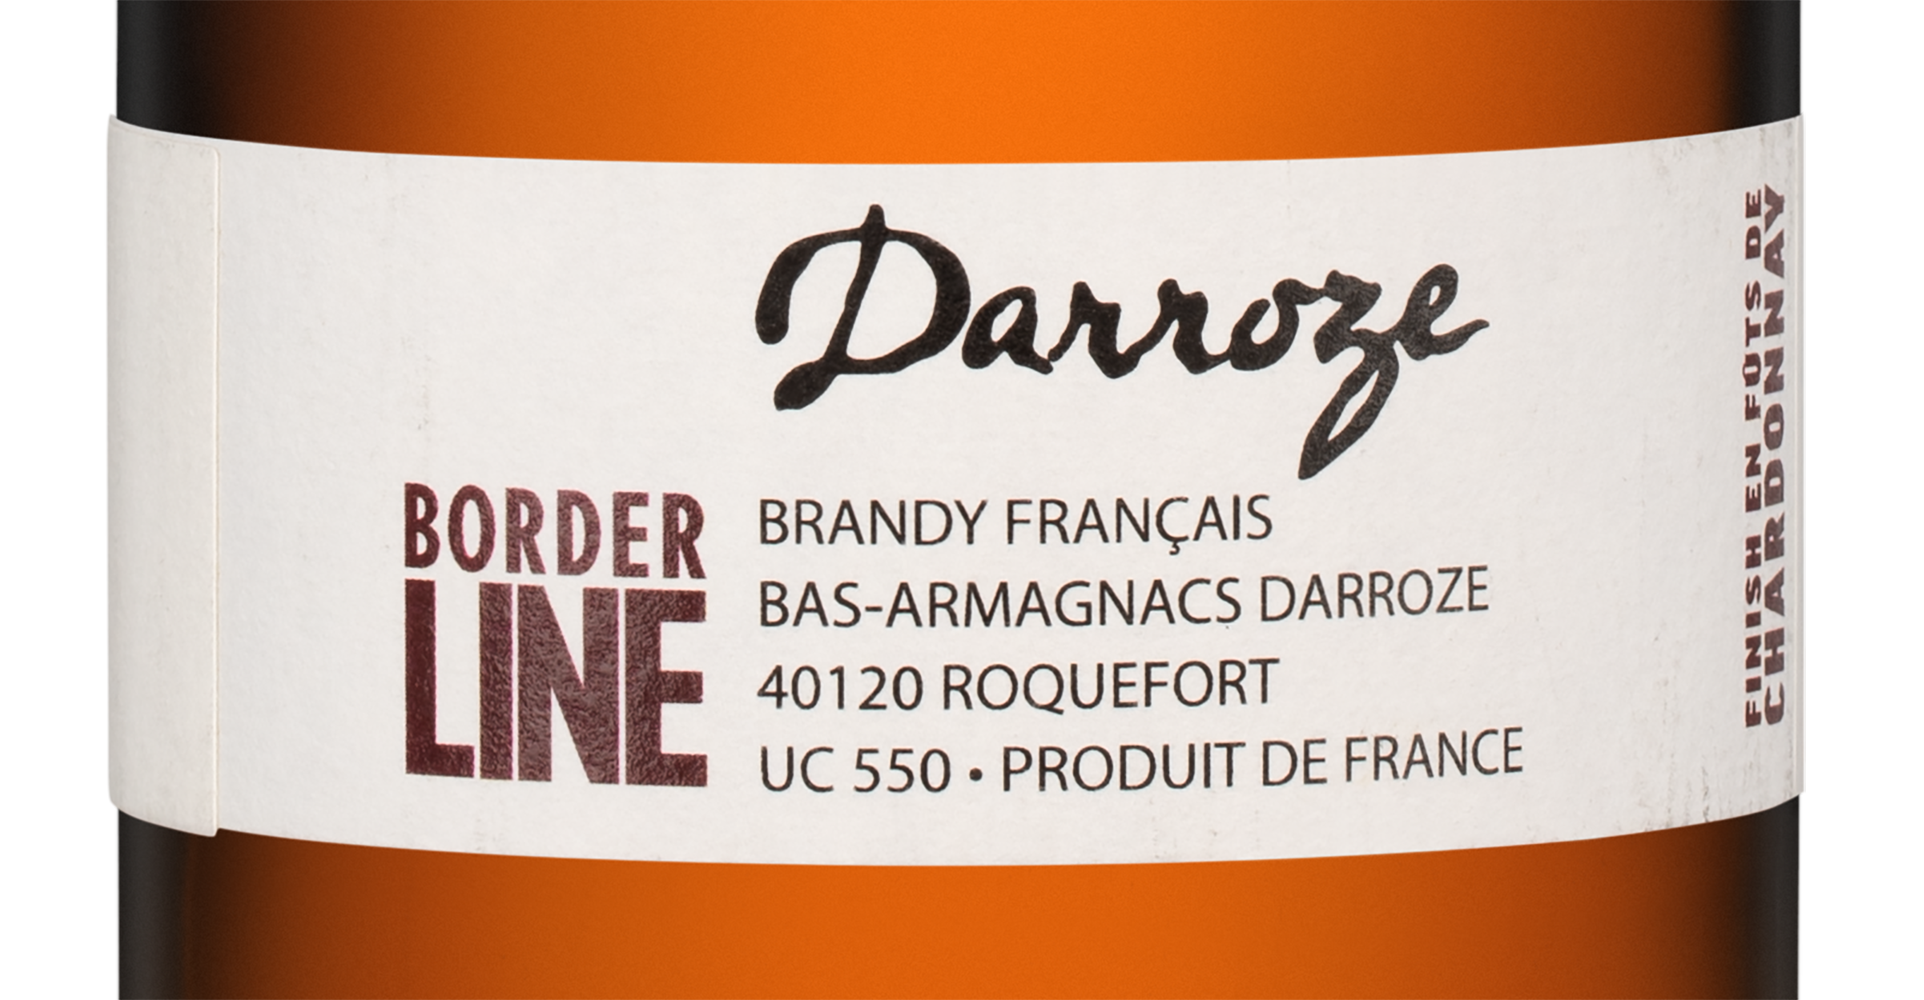 Darroze
BORDER
LINE
BRANDY FRANÇAIS
BAS-ARMAGNACS DARROZE
40120 ROQUEFORT
UC 550 • PRODUIT DE FRANCE
FINISH EN FÛTS DE
CHARDONNAY